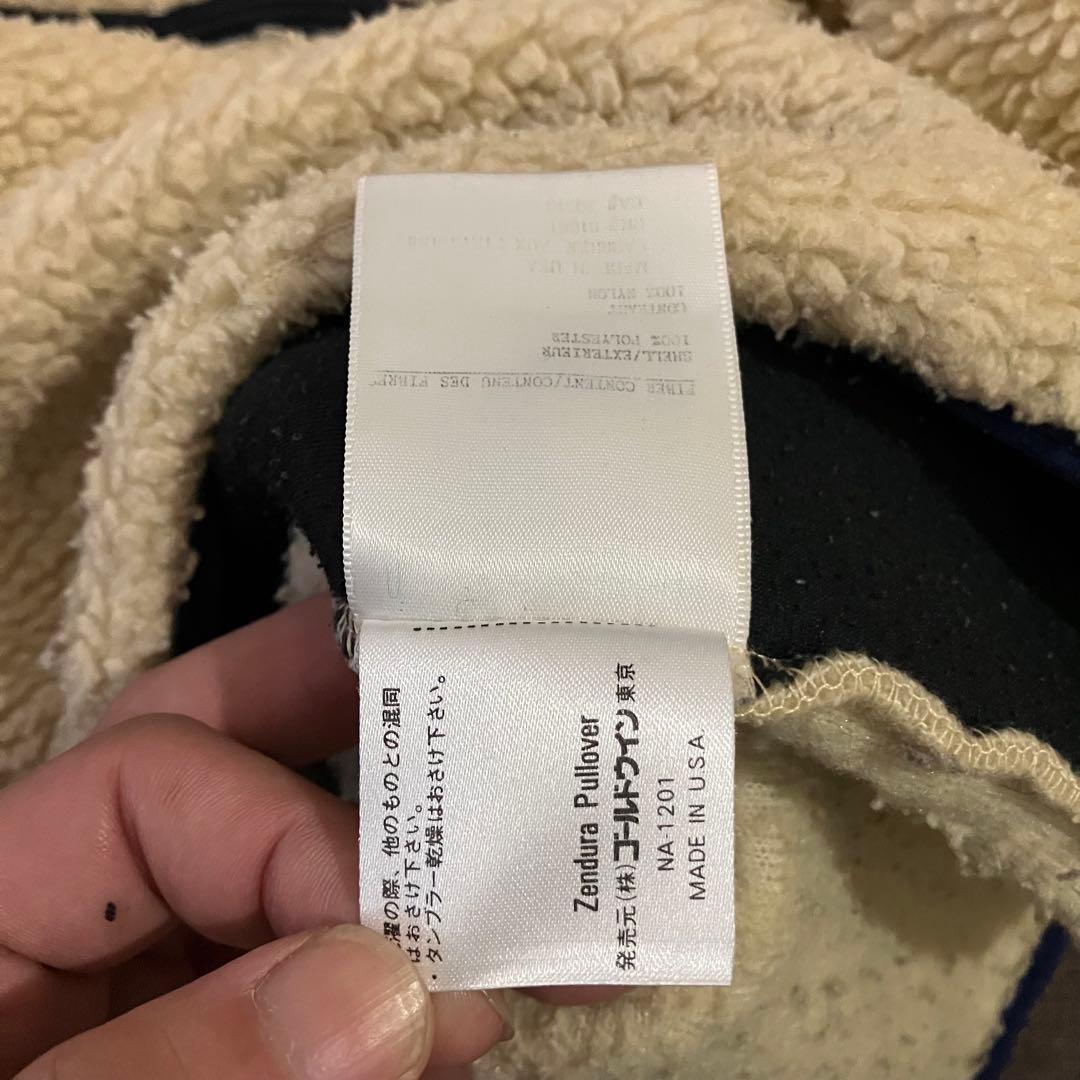 MADE IN USA
100% NYLON
CONTRAST
100% POLYESTER
SHELL/EXTERIEUR
FIBER CONTENT/CONTENU DES FIBRES
の際、他のものとの混同
はおさけ下さい。
・タンブラー乾燥はおさけ下さい。
Zendura Pullover
発売元(株)ゴールドウイン東京
NA-1201
MADE IN U.S.A.